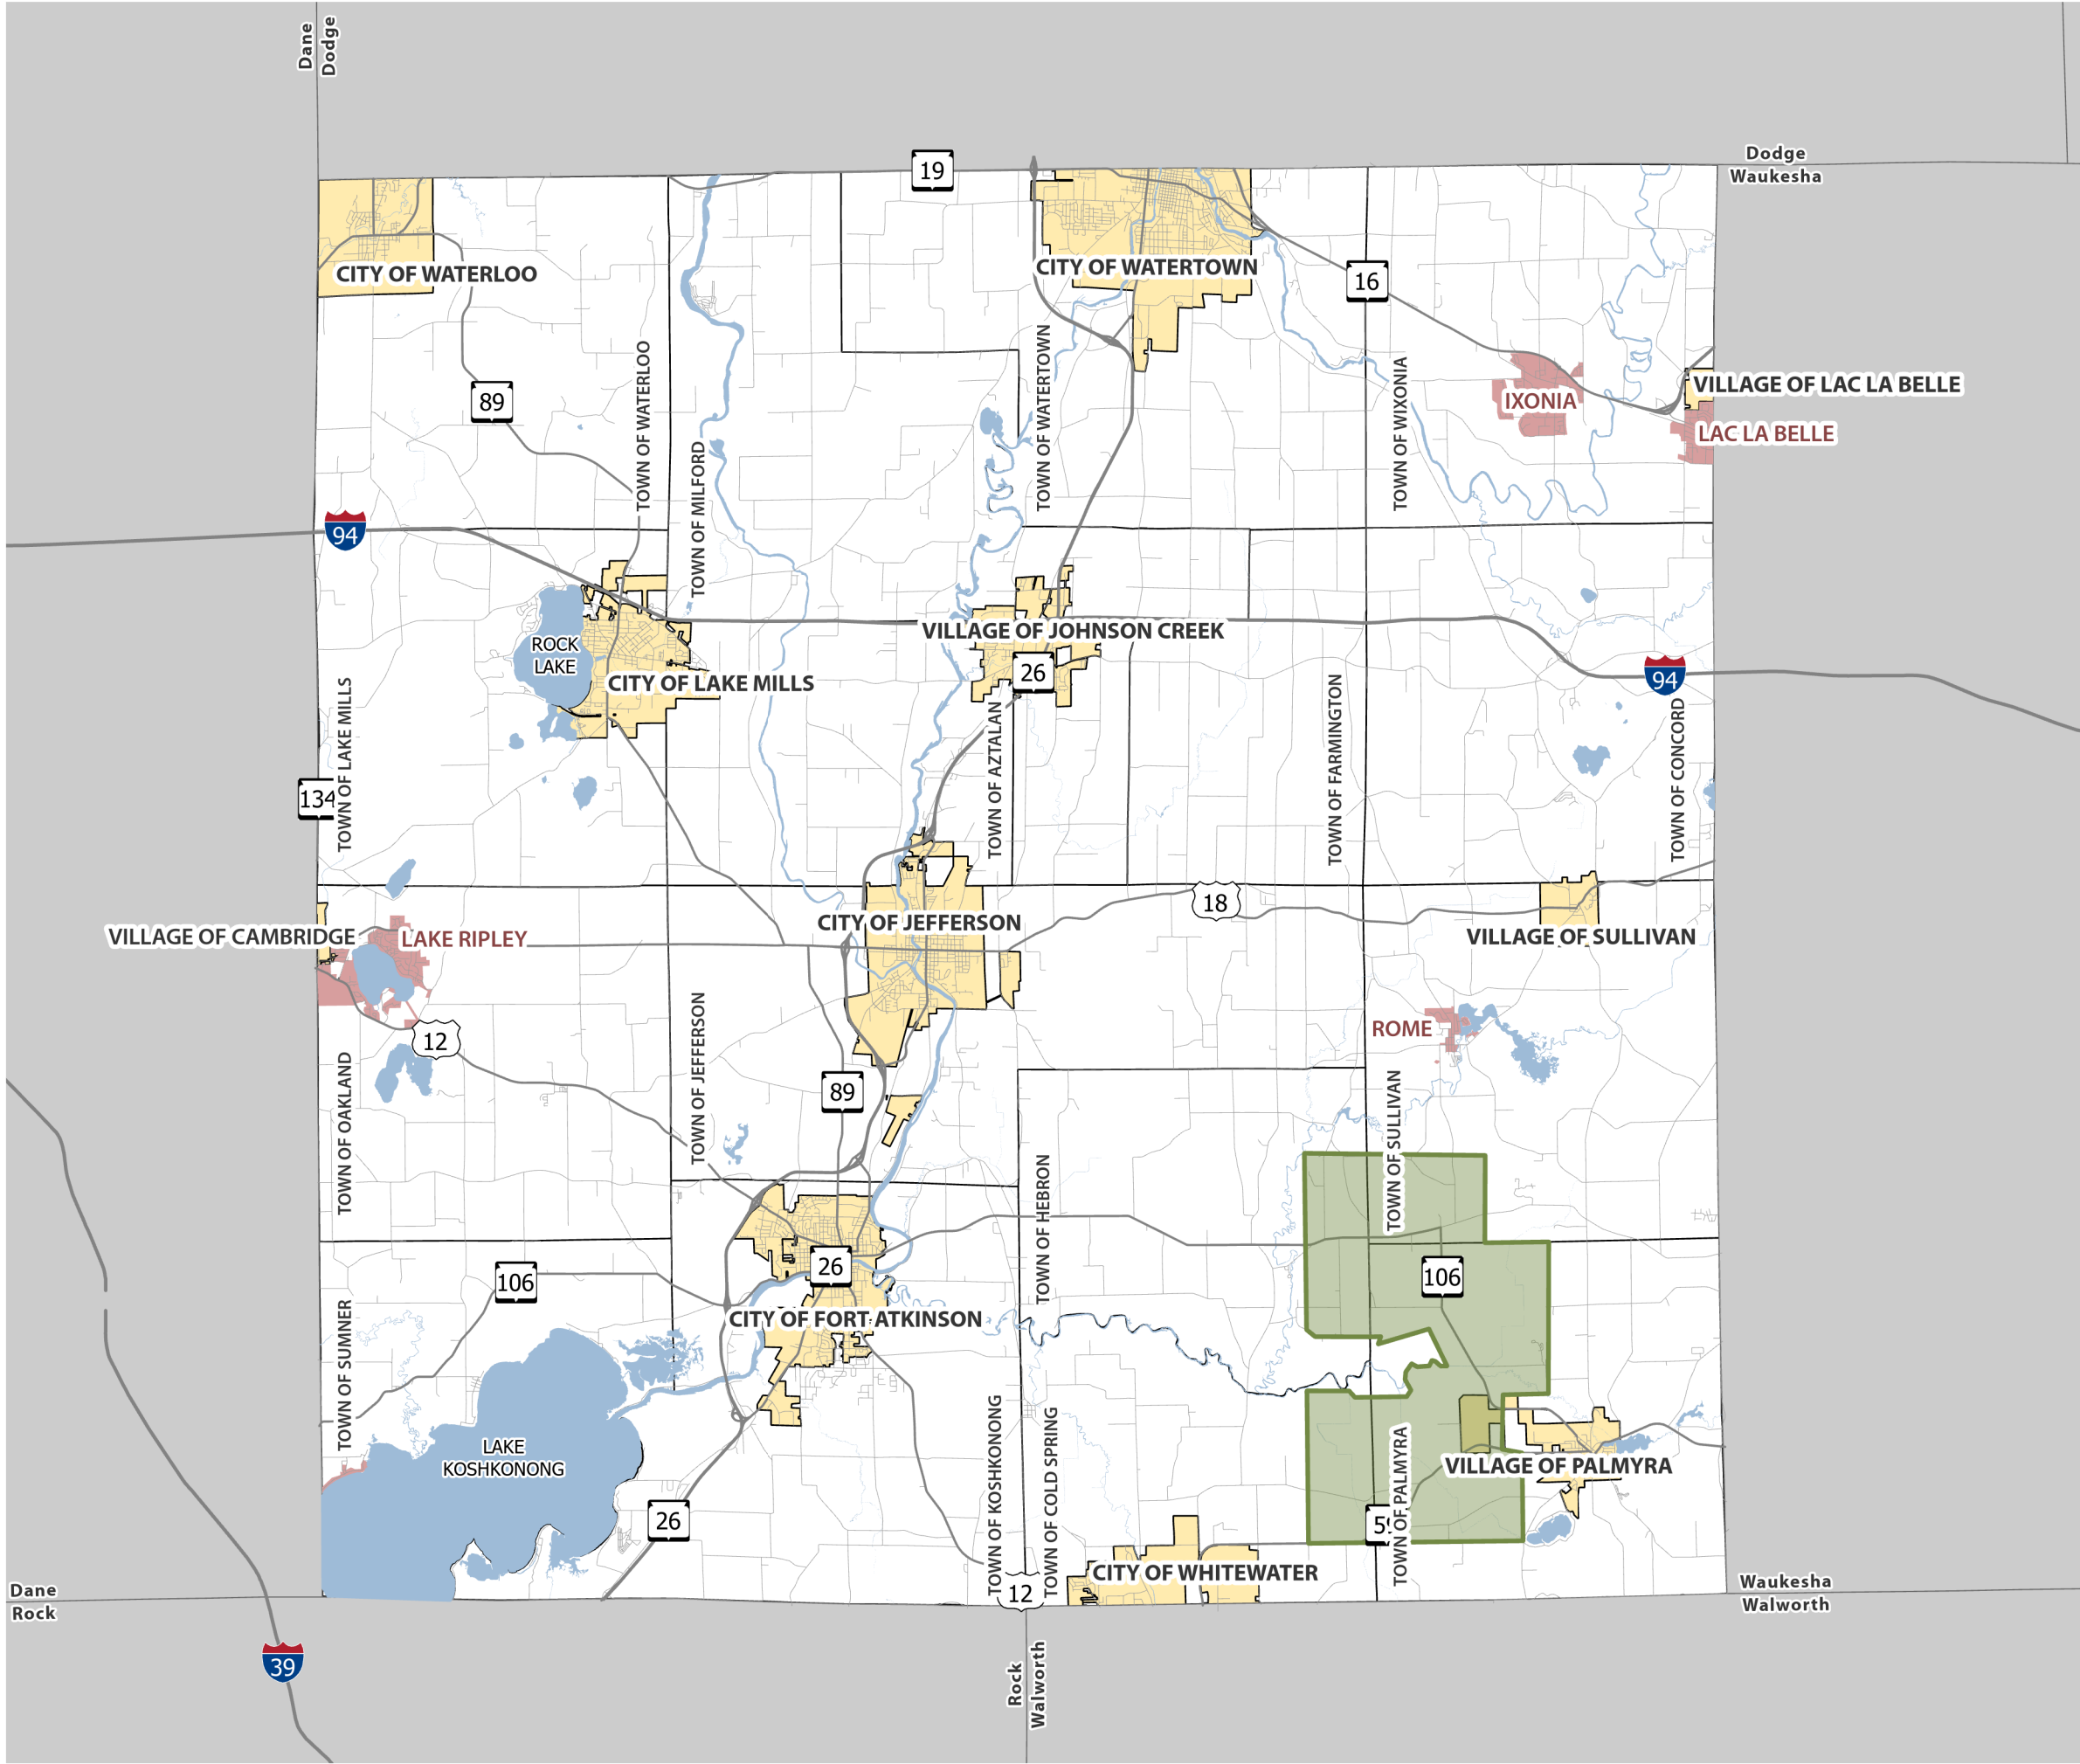 Dane
Dodge
Dodge
Waukesha
19
CITY OF WATERLOO
CITY OF WATERTOWN
16
89
TOWN OF WATERLOO
TOWN OF MILFORD
TOWN OF WATERTOWN
TOWN OF WIXONIA
IXONIA
VILLAGE OF LAC LA BELLE
LAC LA BELLE
94
ROCK
LAKE
CITY OF LAKE MILLS
VILLAGE OF JOHNSON CREEK
26
94
TOWN OF LAKE MILLS
134
TOWN OF AZTALAN
TOWN OF FARMINGTON
TOWN OF CONCORD
18
VILLAGE OF CAMBRIDGE
LAKE RIPLEY
CITY OF JEFFERSON
VILLAGE OF SULLIVAN
12
ROME
89
TOWN OF OAKLAND
TOWN OF JEFFERSON
TOWN OF SULLIVAN
TOWN OF HEBRON
106
26
106
CITY OF FORT ATKINSON
TOWN OF SUMNER
LAKE
KOSHKONONG
TOWN OF KOSHKONONG
TOWN OF COLD SPRING
TOWN OF PALMYRA
VILLAGE OF PALMYRA
26
59
CITY OF WHITEWATER
12
Dane
Rock
Waukesha
Walworth
39
Rock
Walworth